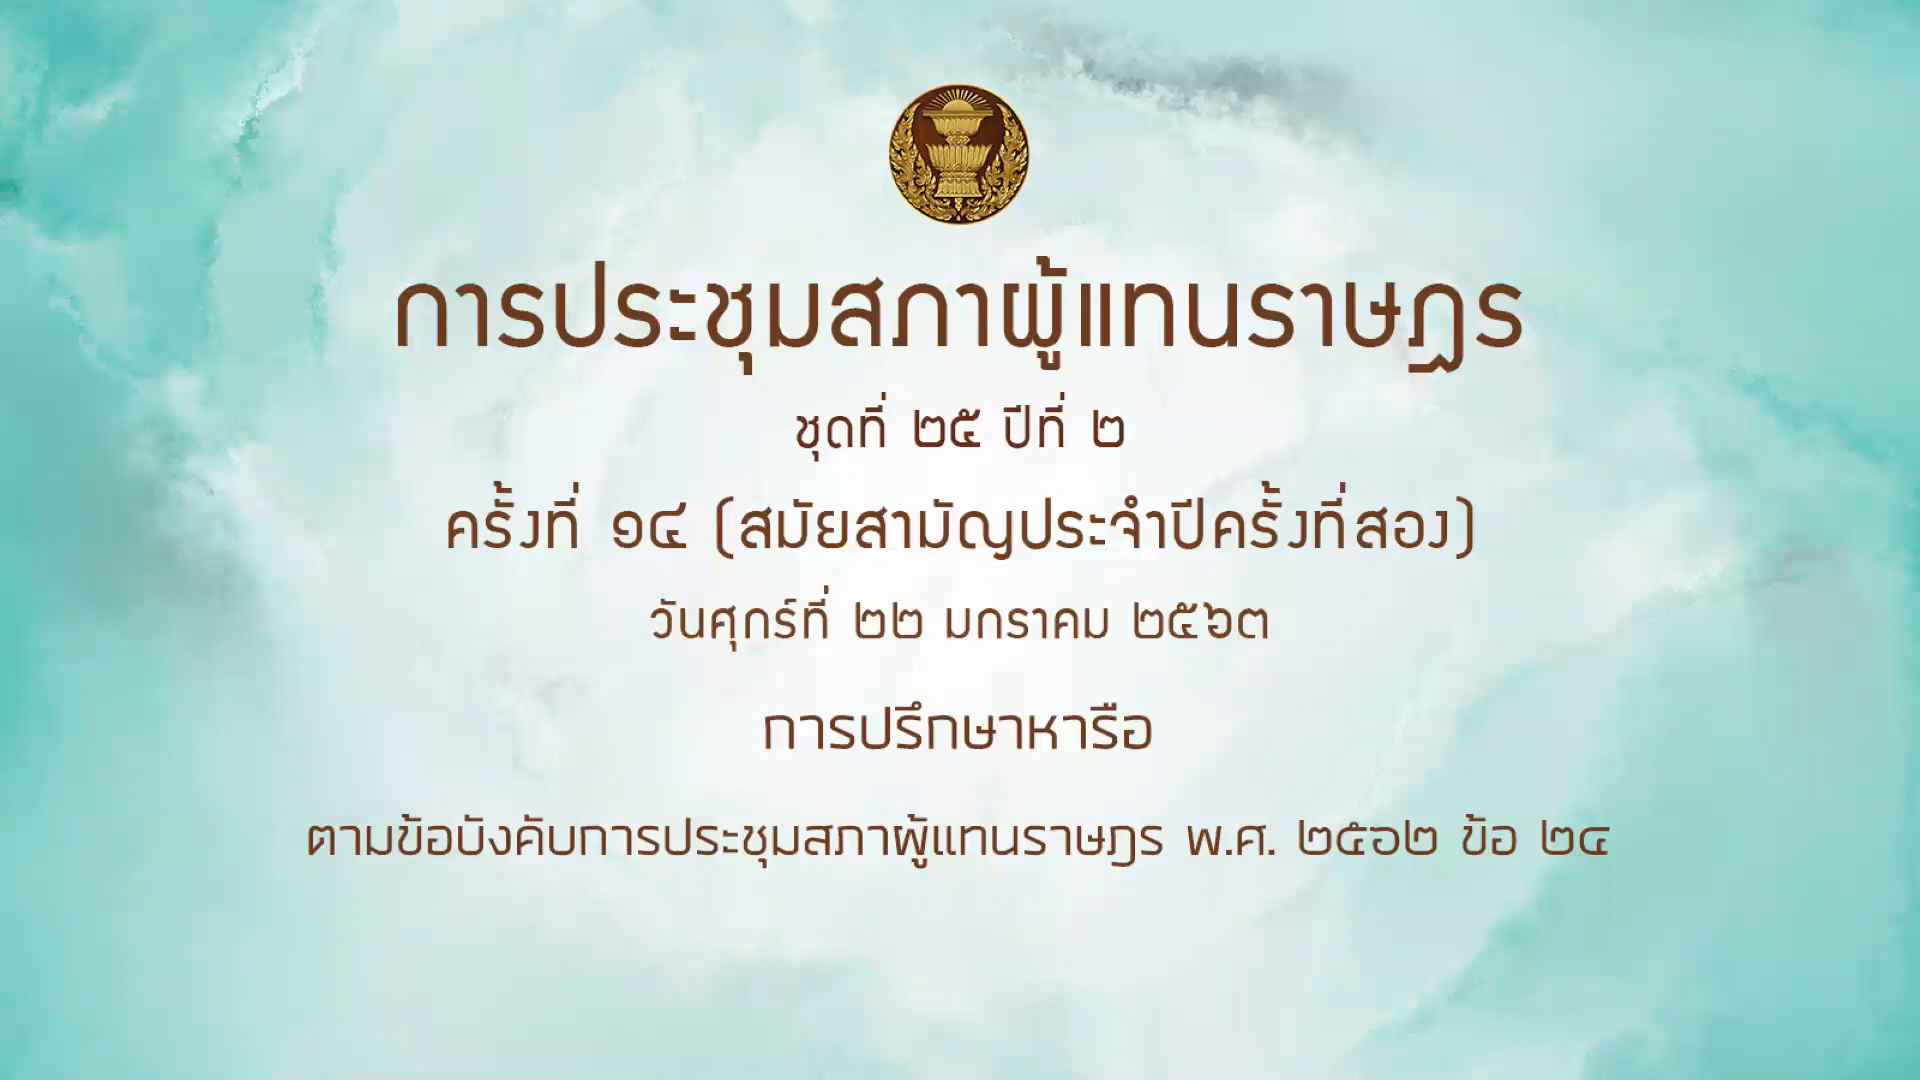 การประชุมสภาผู้แทนราษฎร
ชุดที่ ๒๕ ปีที่ ๒
ครั้งที่ ๑๔ (สมัยสามัญประจำปีครั้งที่สอง)
วันศุกร์ที่ ๒๒ มกราคม ๒๕๖๓
การปรึกษาหารือ
ตามข้อบังคับการประชุมสภาผู้แทนราษฎร พ.ศ. ๒๕๖๒ ข้อ ๒๔